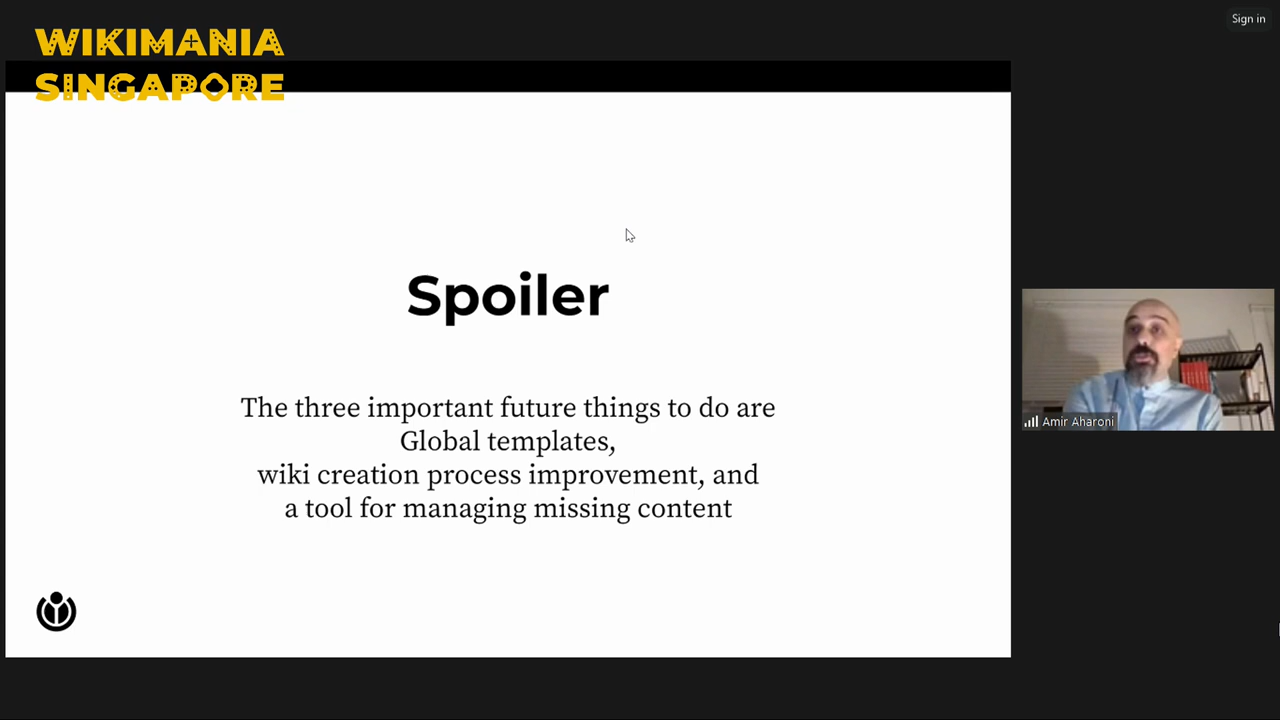 Sign in
WIKIMANIA
SINGAPORE
Spoiler
The three important future things to do are
Global templates,
wiki creation process improvement, and
a tool for managing missing content
Amir Aharoni